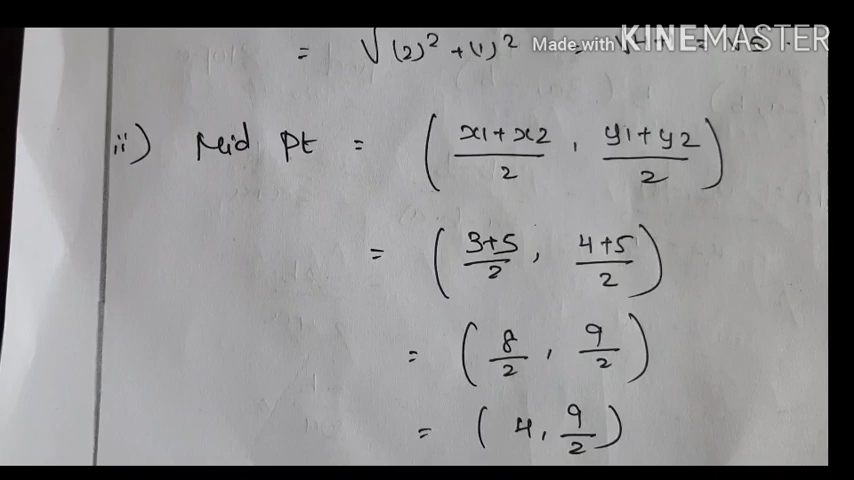 = √(2)² + (1)²
Made with KINEMASTER
ii) Mid Pt = (x1 + x2 / 2 , y1 + y2 / 2)
= (3+5 / 2 , 4+5 / 2)
= (8 / 2 , 9 / 2)
= (4 , 9 / 2)